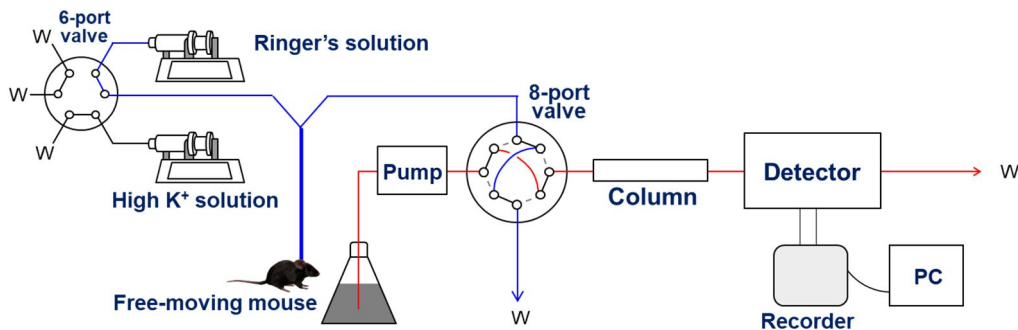 6-port
valve
W
W
W
Ringer's solution
High K⁺ solution
Free-moving mouse
Pump
8-port
valve
W
Column
Detector
W
Recorder
PC